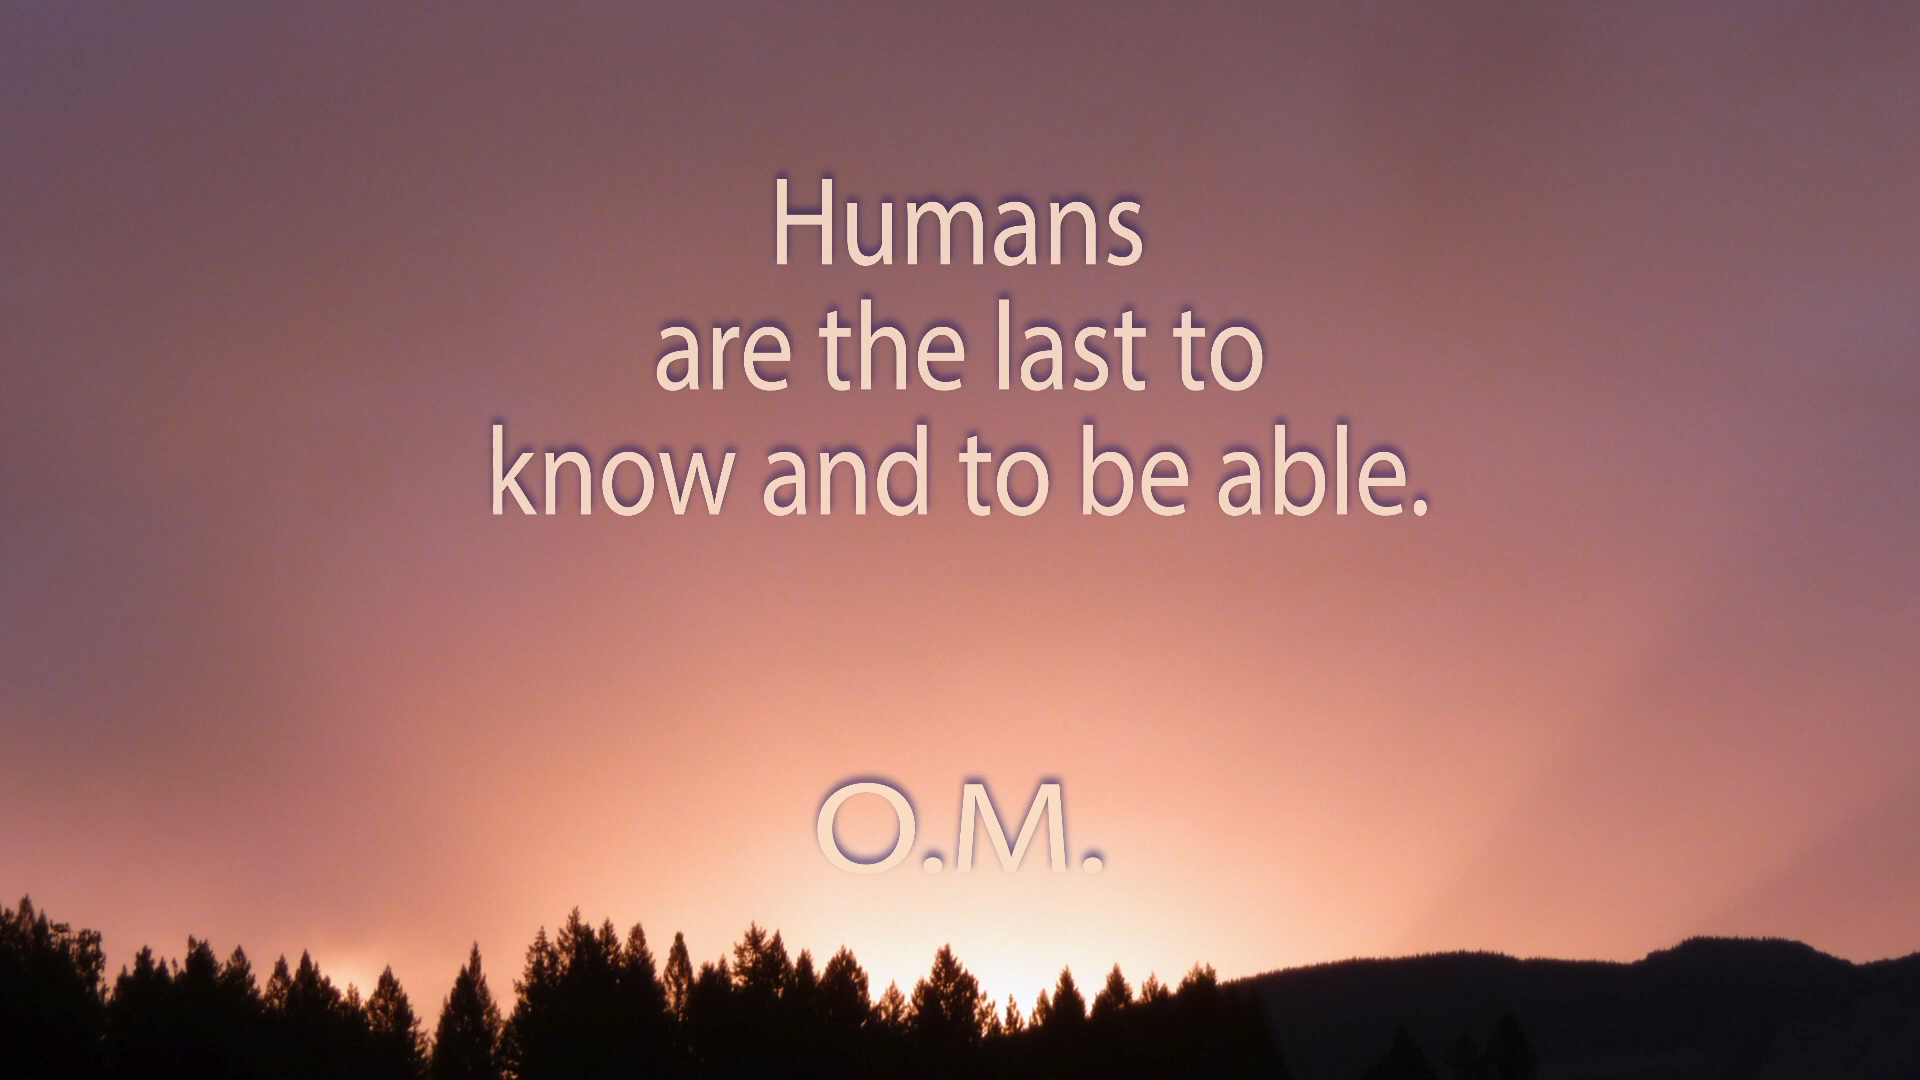 Humans
are the last to
know and to be able.
O.M.